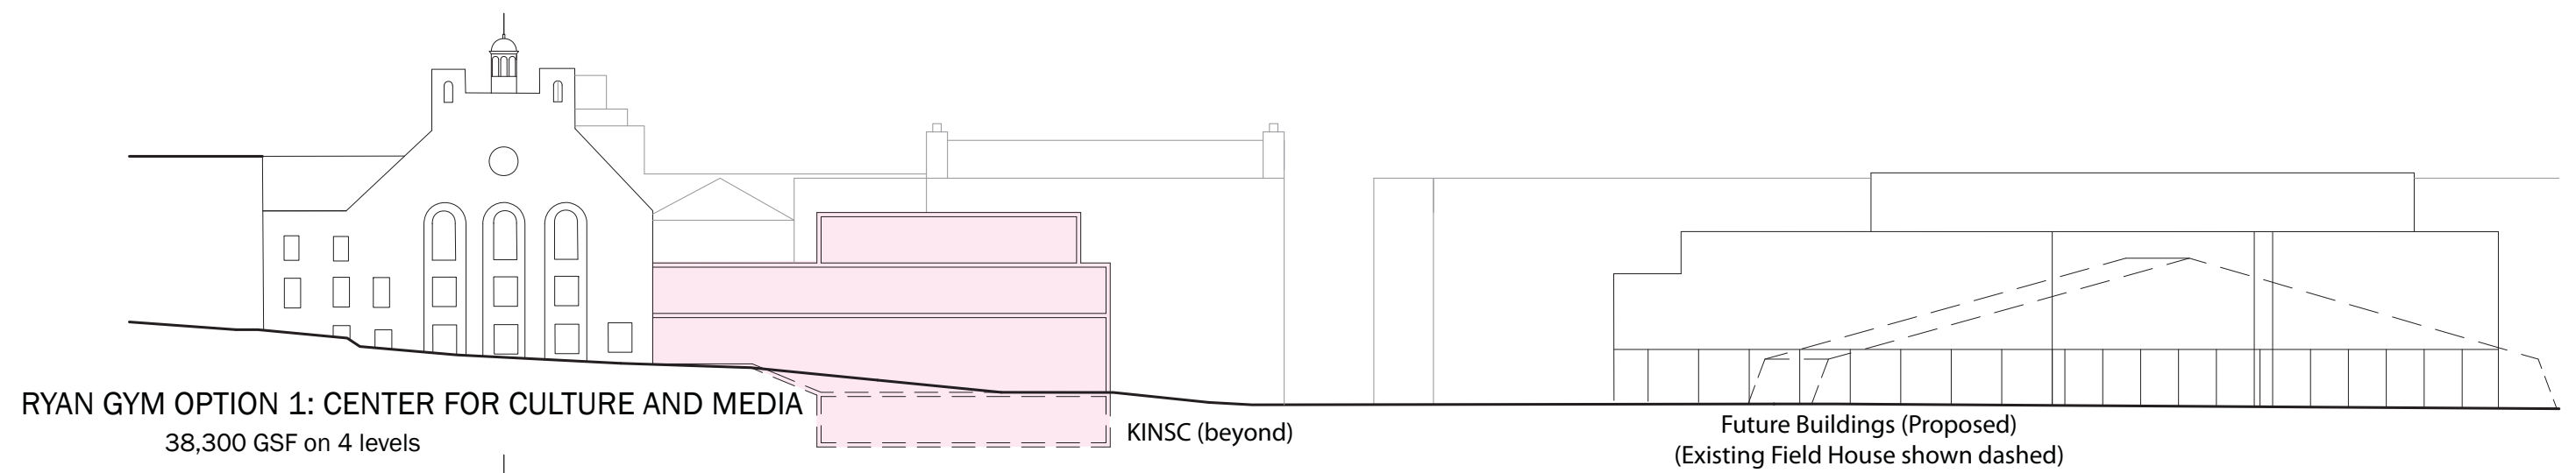 RYAN GYM OPTION 1: CENTER FOR CULTURE AND MEDIA
38,300 GSF on 4 levels
KINSC (beyond)
Future Buildings (Proposed)
(Existing Field House shown dashed)